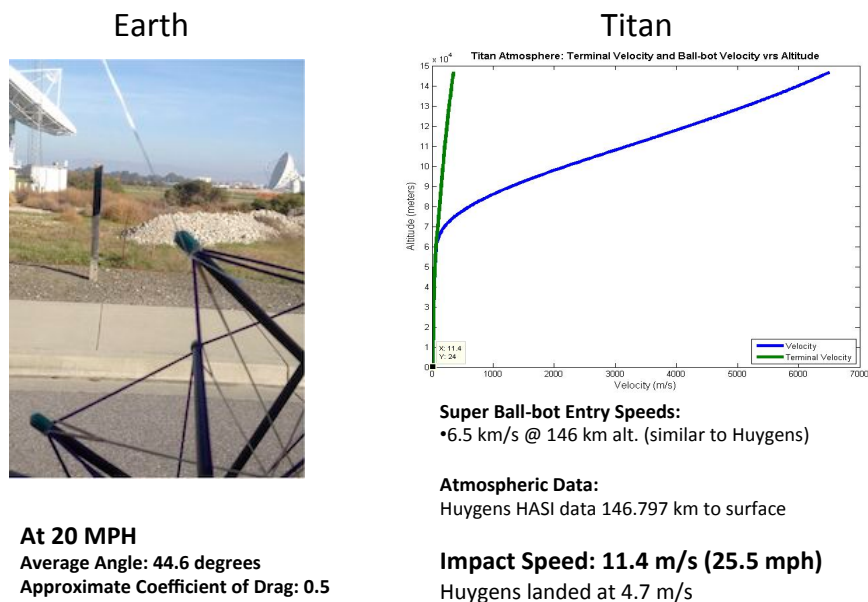 Earth
Titan
Titan Atmosphere: Terminal Velocity and Ball-bot Velocity vrs Altitude
x 10⁴
15
14
13
12
11
10
9
8
7
6
5
4
3
2
1
0
Altitude (meters)
X: 11.4
Y: 24
Velocity
Terminal Velocity
0 1000 2000 3000 4000 5000 6000 7000
Velocity (m/s)
At 20 MPH
Average Angle: 44.6 degrees
Approximate Coefficient of Drag: 0.5
Super Ball-bot Entry Speeds:
•6.5 km/s @ 146 km alt. (similar to Huygens)
Atmospheric Data:
Huygens HASI data 146.797 km to surface
Impact Speed: 11.4 m/s (25.5 mph)
Huygens landed at 4.7 m/s